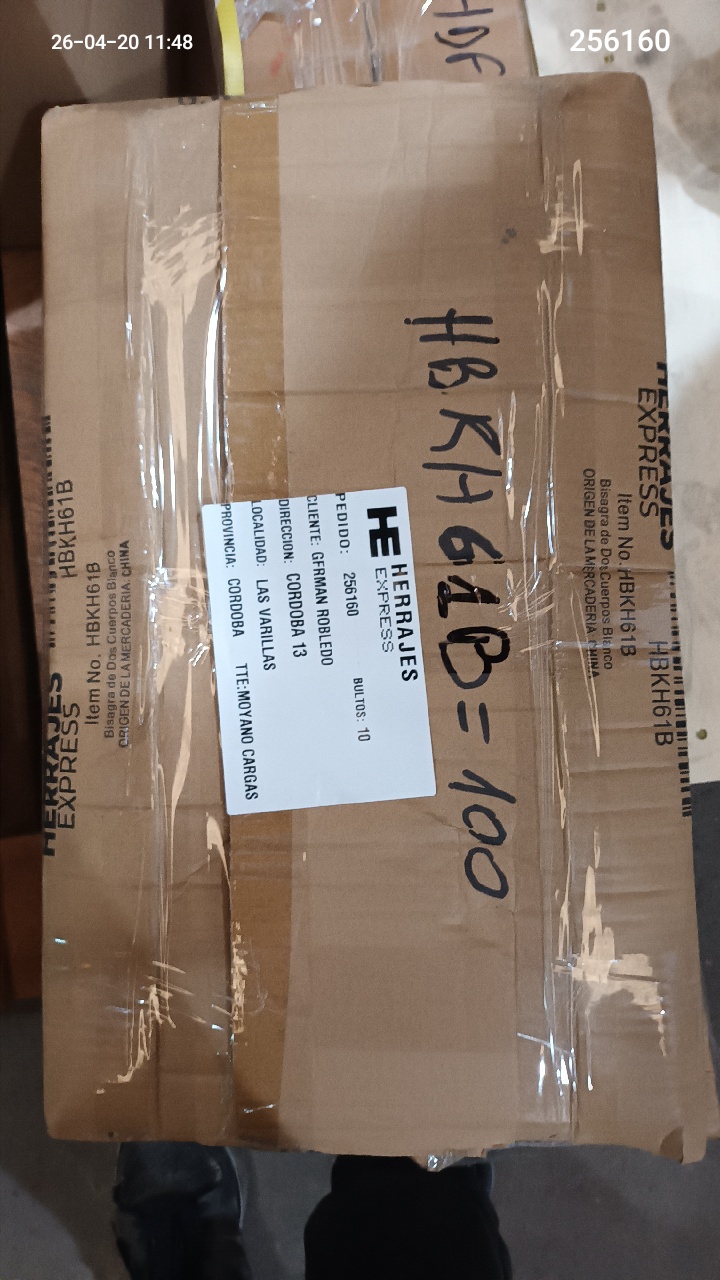 26-04-20 11:48
256160
HDF
HBKH61B=100
HERRAJES
EXPRESS
PEDIDO: 256160 BULTOS: 10
CLIENTE: GFRMAN ROBLEDO
DIRECCION: CORDOBA 13
LOCALIDAD: LAS VARILLAS
PROVINCIA: CORDOBA TTE:MOYANO CARGAS
HERRAJES
EXPRESS
Item No. HBKH61B
Bisagra de Dos Cuerpos Blanco
ORIGEN DE LA MERCADERIA: CHINA
HBKH61B
HBKH61B
Item No. HBKH61B
Bisagra de Dos Cuerpos Blanco
ORIGEN DE LA MERCADERIA: CHINA
HERRAJES
EXPRESS